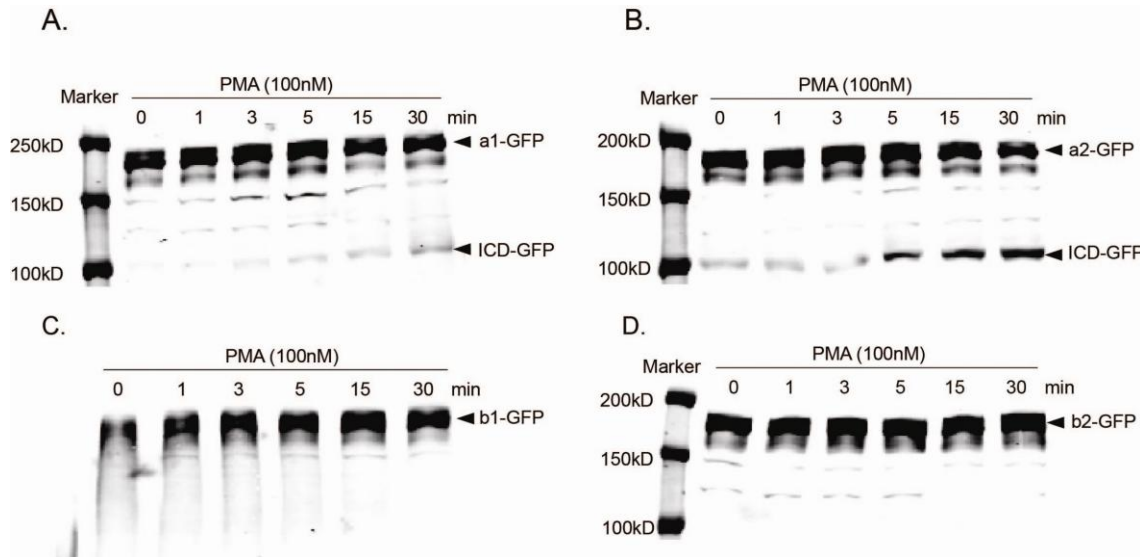 A.
PMA (100nM)
Marker
0 1 3 5 15 30 min
250kD
a1-GFP
150kD
ICD-GFP
100kD
B.
PMA (100nM)
Marker
0 1 3 5 15 30 min
200kD
a2-GFP
150kD
100kD
ICD-GFP
C.
PMA (100nM)
0 1 3 5 15 30 min
b1-GFP
D.
PMA (100nM)
Marker
0 1 3 5 15 30 min
200kD
b2-GFP
150kD
100kD